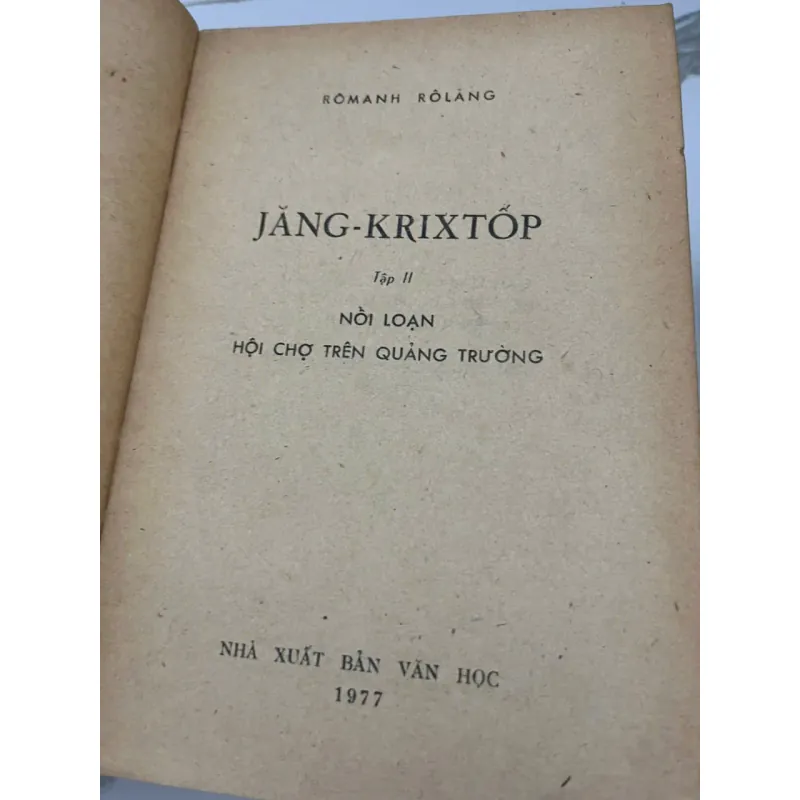 RÔMANH RÔLĂNG
JĂNG-KRIXTỐP
Tập II
NỔI LOẠN
HỘI CHỢ TRÊN QUẢNG TRƯỜNG
NHÀ XUẤT BẢN VĂN HỌC
1977